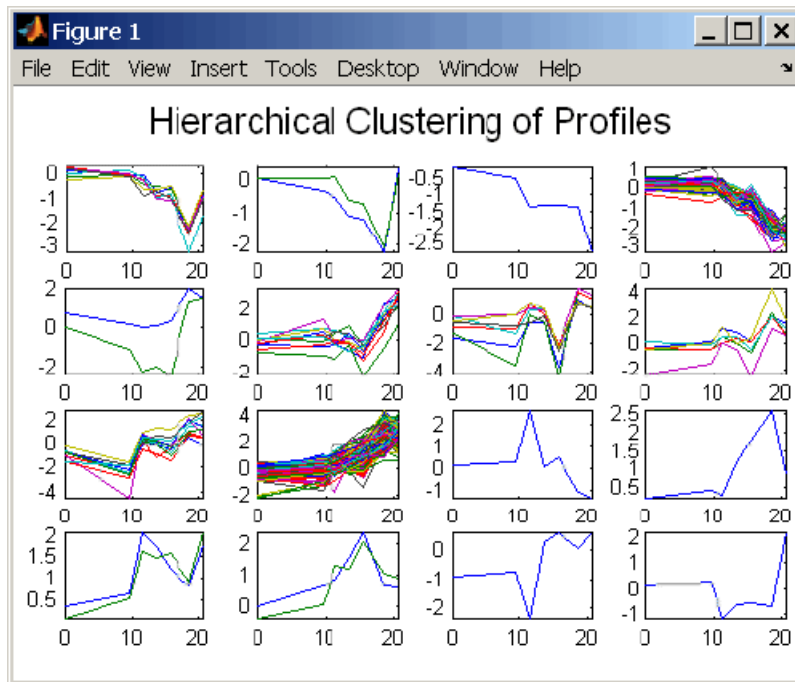 Figure 1
File Edit View Insert Tools Desktop Window Help
Hierarchical Clustering of Profiles
0 -1 -2 -3 0 10 20
0 -1 -2 0 10 20
-0.5 -1 -1.5 -2 -2.5 0 10 20
1 0 -1 -2 -3 0 10 20
2 0 -2 0 10 20
2 0 -2 0 10 20
0 -2 -4 0 10 20
4 2 0 -2 0 10 20
2 0 -2 -4 0 10 20
4 2 0 -2 0 10 20
2 1 0 -1 0 10 20
2.5 2 1.5 1 0.5 0 10 20
2 1.5 1 0.5 0 10 20
2 1 0 0 10 20
0 -1 -2 0 10 20
2 1 0 -1 0 10 20